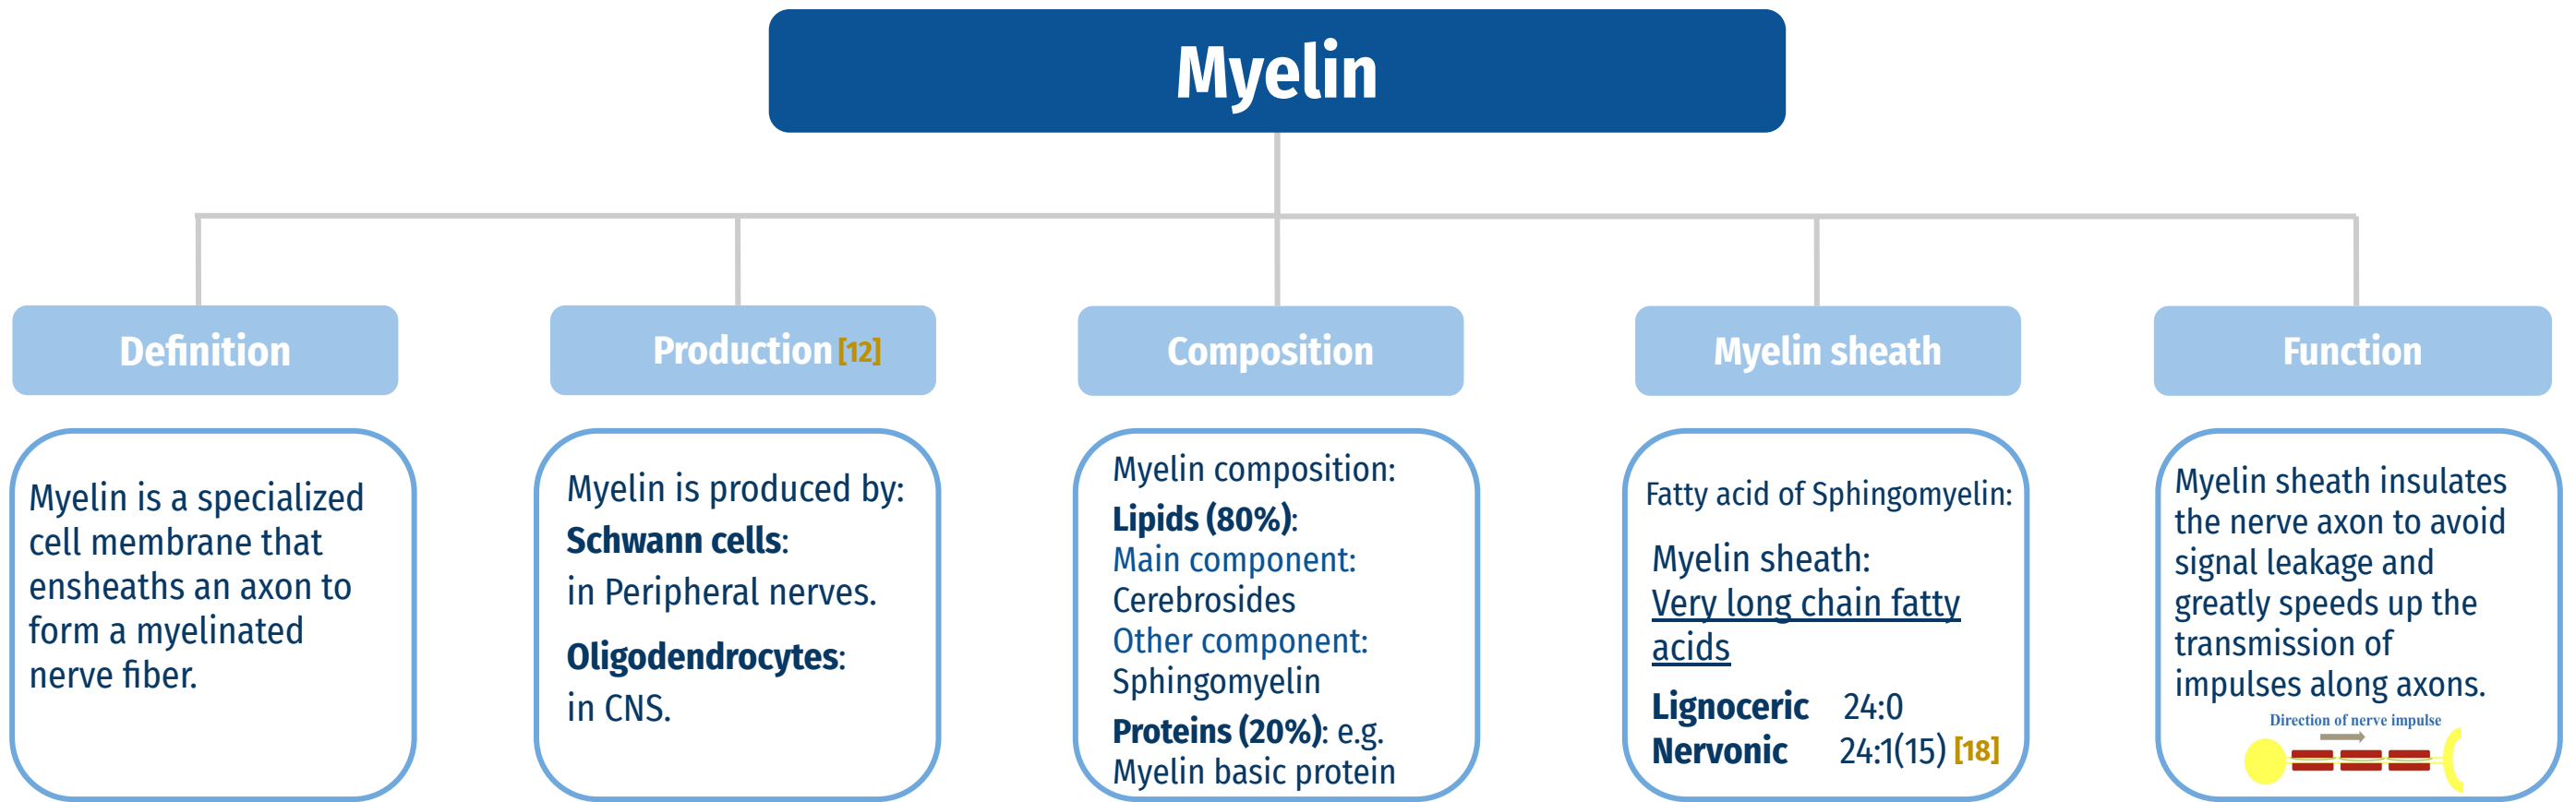 Myelin
Definition
Myelin is a specialized
cell membrane that
ensheaths an axon to
form a myelinated
nerve fiber.
Production [12]
Myelin is produced by:
Schwann cells:
in Peripheral nerves.
Oligodendrocytes:
in CNS.
Composition
Myelin composition:
Lipids (80%):
Main component:
Cerebrosides
Other component:
Sphingomyelin
Proteins (20%): e.g.
Myelin basic protein
Myelin sheath
Fatty acid of Sphingomyelin:
Myelin sheath:
Very long chain fatty
acids
Lignoceric 24:0
Nervonic 24:1(15) [18]
Function
Myelin sheath insulates
the nerve axon to avoid
signal leakage and
greatly speeds up the
transmission of
impulses along axons.
Direction of nerve impulse